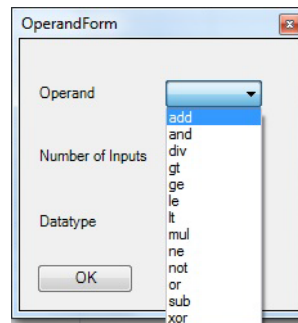 OperandForm
Operand
add
and
div
gt
ge
le
lt
mul
ne
not
or
sub
xor
Number of Inputs
Datatype
OK